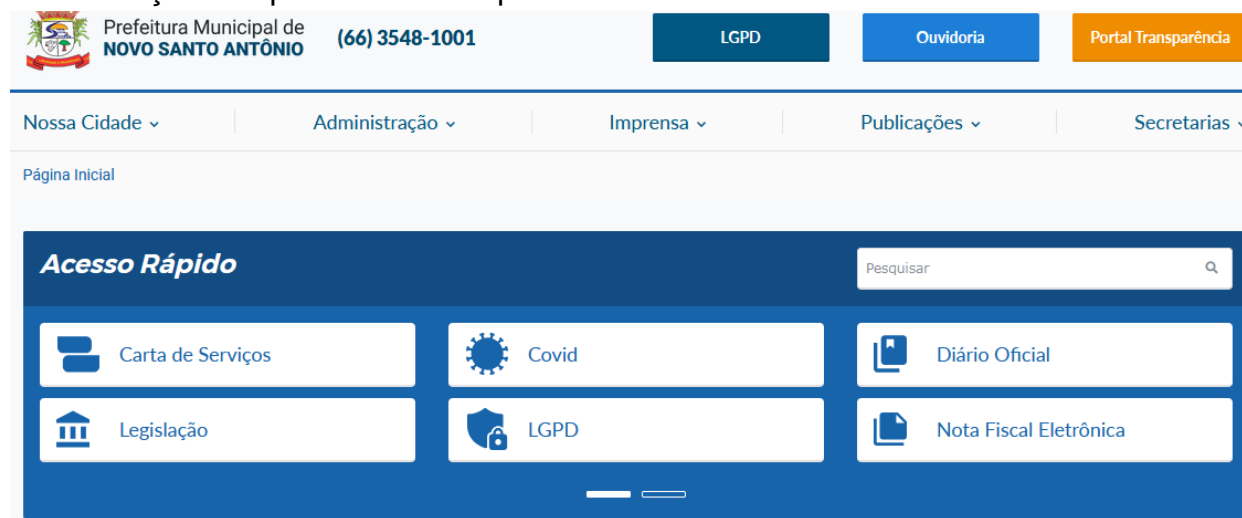 Prefeitura Municipal de
NOVO SANTO ANTÔNIO
(66) 3548-1001
LGPD
Ouvidoria
Portal Transparência
Nossa Cidade
Administração
Imprensa
Publicações
Secretarias
Página Inicial
Acesso Rápido
Pesquisar
Carta de Serviços
Covid
Diário Oficial
Legislação
LGPD
Nota Fiscal Eletrônica